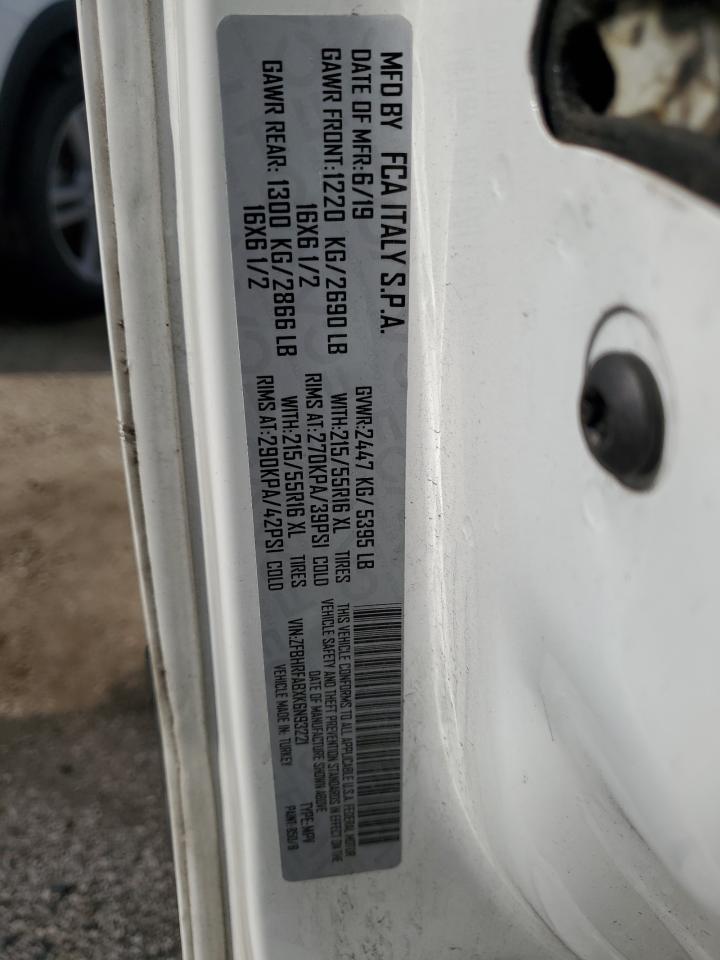 MFD BY FCA ITALY S.P.A.
DATE OF MFR:6/19 GVWR:2447 KG/5395 LB
GAWR FRONT:1220 KG/2690 LB WITH:215/55R16 XL TIRES
16X6 1/2 RIMS AT:270KPA/39PSI COLD
GAWR REAR: 1300 KG/2866 LB WITH:215/55R16 XL TIRES
16X6 1/2 RIMS AT:290KPA/42PSI COLD
THIS VEHICLE CONFORMS TO ALL APPLICABLE U.S.A. FEDERAL MOTOR
VEHICLE SAFETY AND THEFT PREVENTION STANDARDS IN EFFECT ON THE
DATE OF MANUFACTURE SHOWN ABOVE
VIN:ZFBHRFABXK6N93221 TYPE:MPV
VEHICLE MADE IN: TURKEY PAINT: